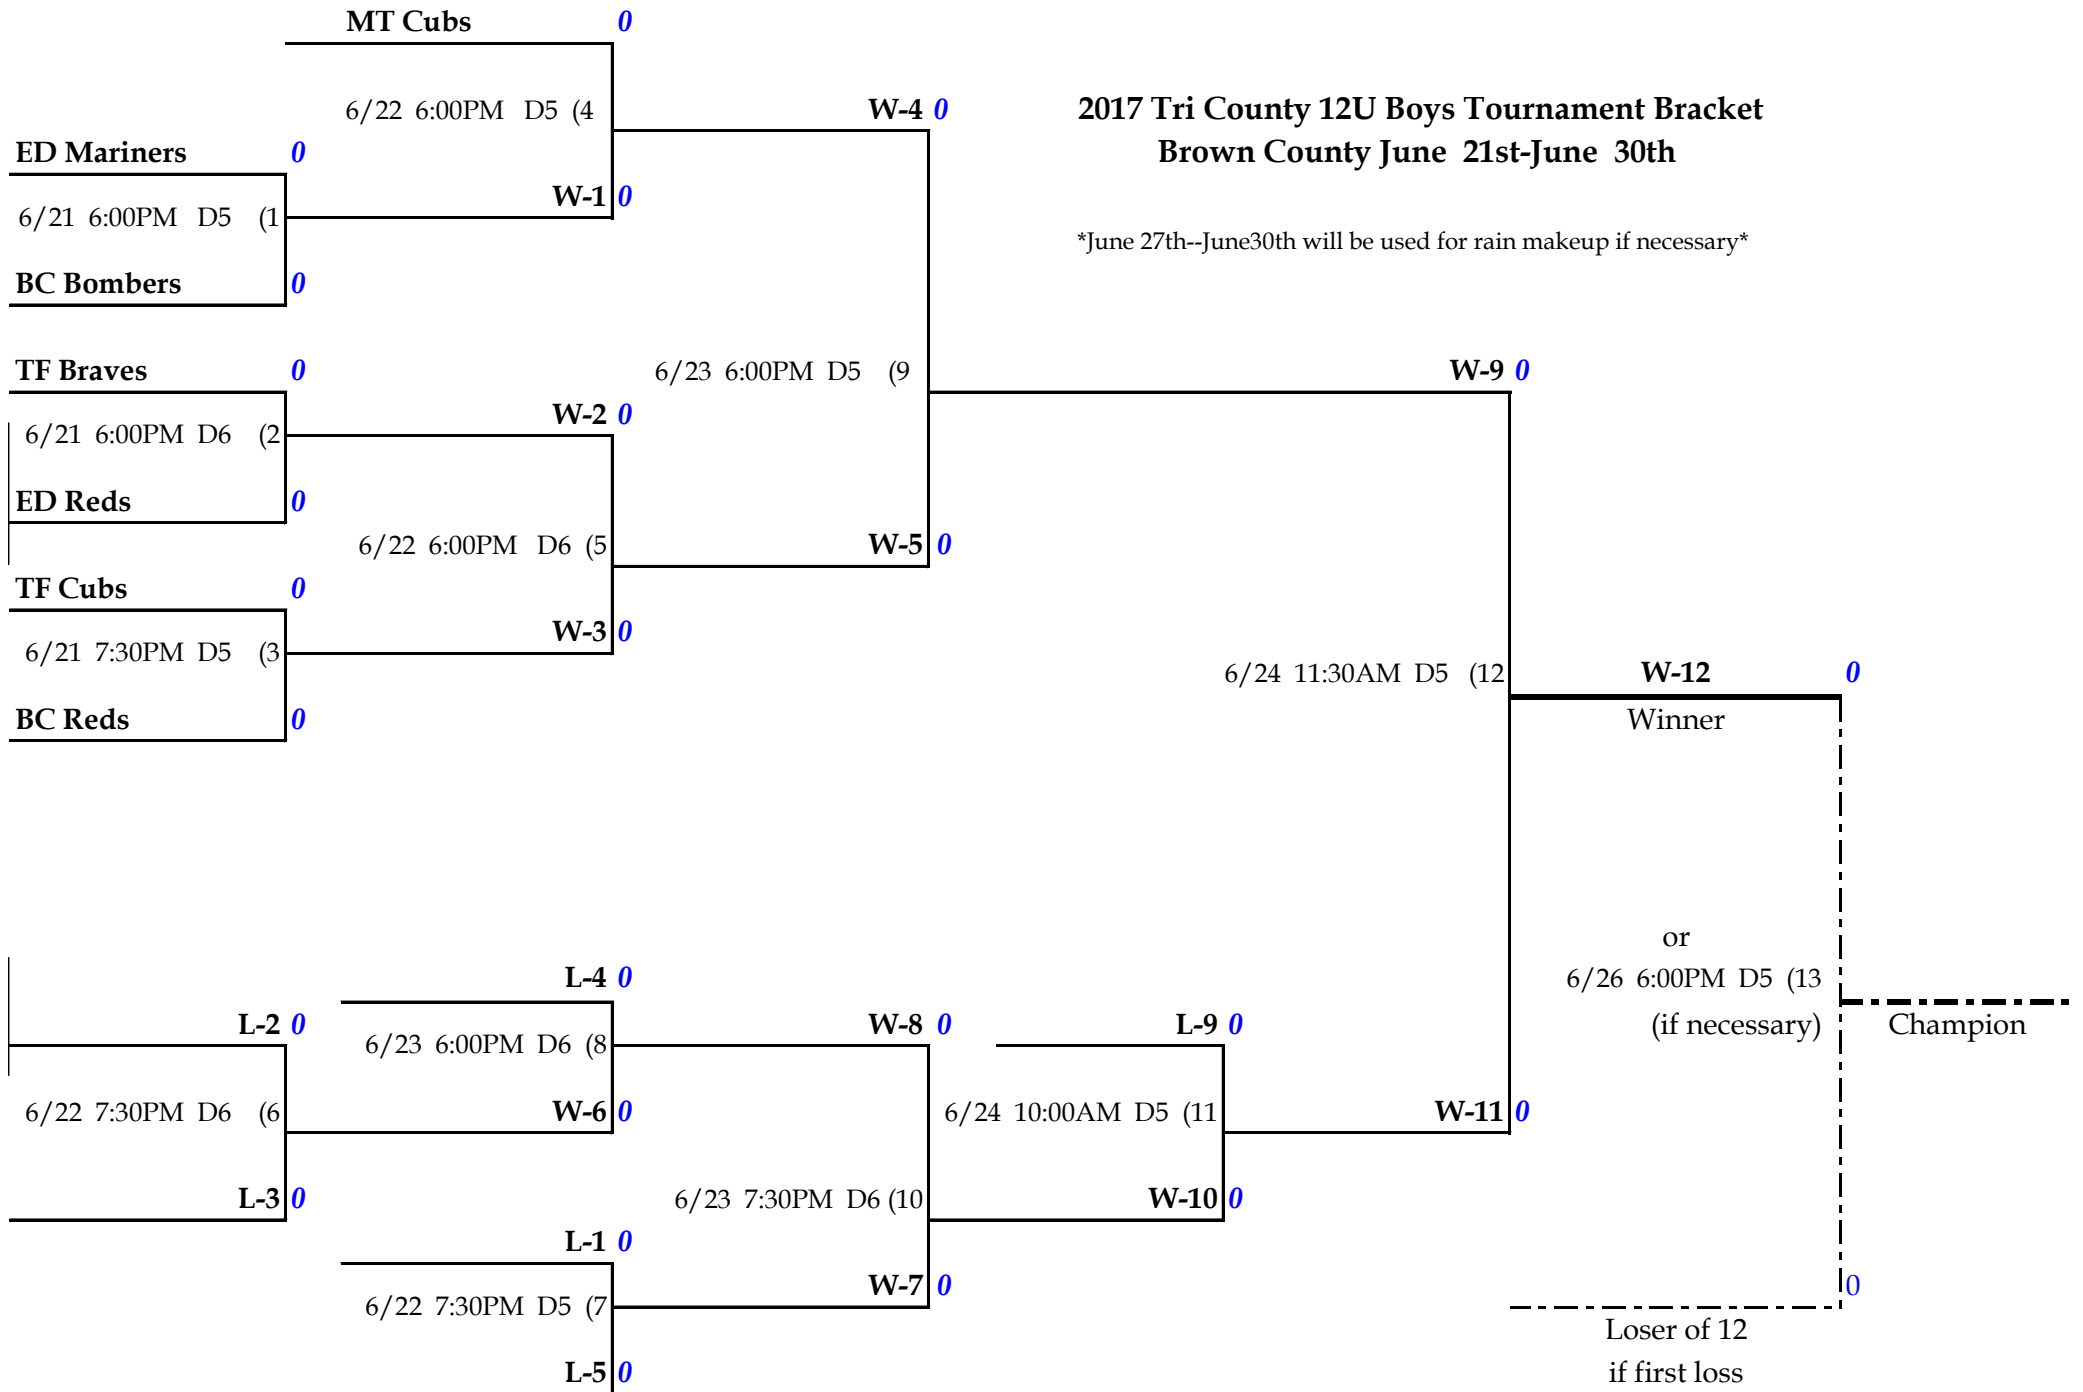 MT Cubs 0
6/22 6:00PM D5 (4
W-4 0
2017 Tri County 12U Boys Tournament Bracket
Brown County June 21st-June 30th
ED Mariners 0
W-1 0
6/21 6:00PM D5 (1
*June 27th--June30th will be used for rain makeup if necessary*
BC Bombers 0
TF Braves 0
6/23 6:00PM D5 (9
W-9 0
W-2 0
6/21 6:00PM D6 (2
ED Reds 0
6/22 6:00PM D6 (5
W-5 0
TF Cubs 0
W-3 0
6/21 7:30PM D5 (3
6/24 11:30AM D5 (12
W-12 0
BC Reds 0
Winner
or
L-4 0
6/26 6:00PM D5 (13
L-2 0
6/23 6:00PM D6 (8
W-8 0
L-9 0
(if necessary)
Champion
6/22 7:30PM D6 (6
W-6 0
6/24 10:00AM D5 (11
W-11 0
L-3 0
6/23 7:30PM D6 (10
W-10 0
L-1 0
W-7 0
0
6/22 7:30PM D5 (7
Loser of 12
L-5 0
if first loss